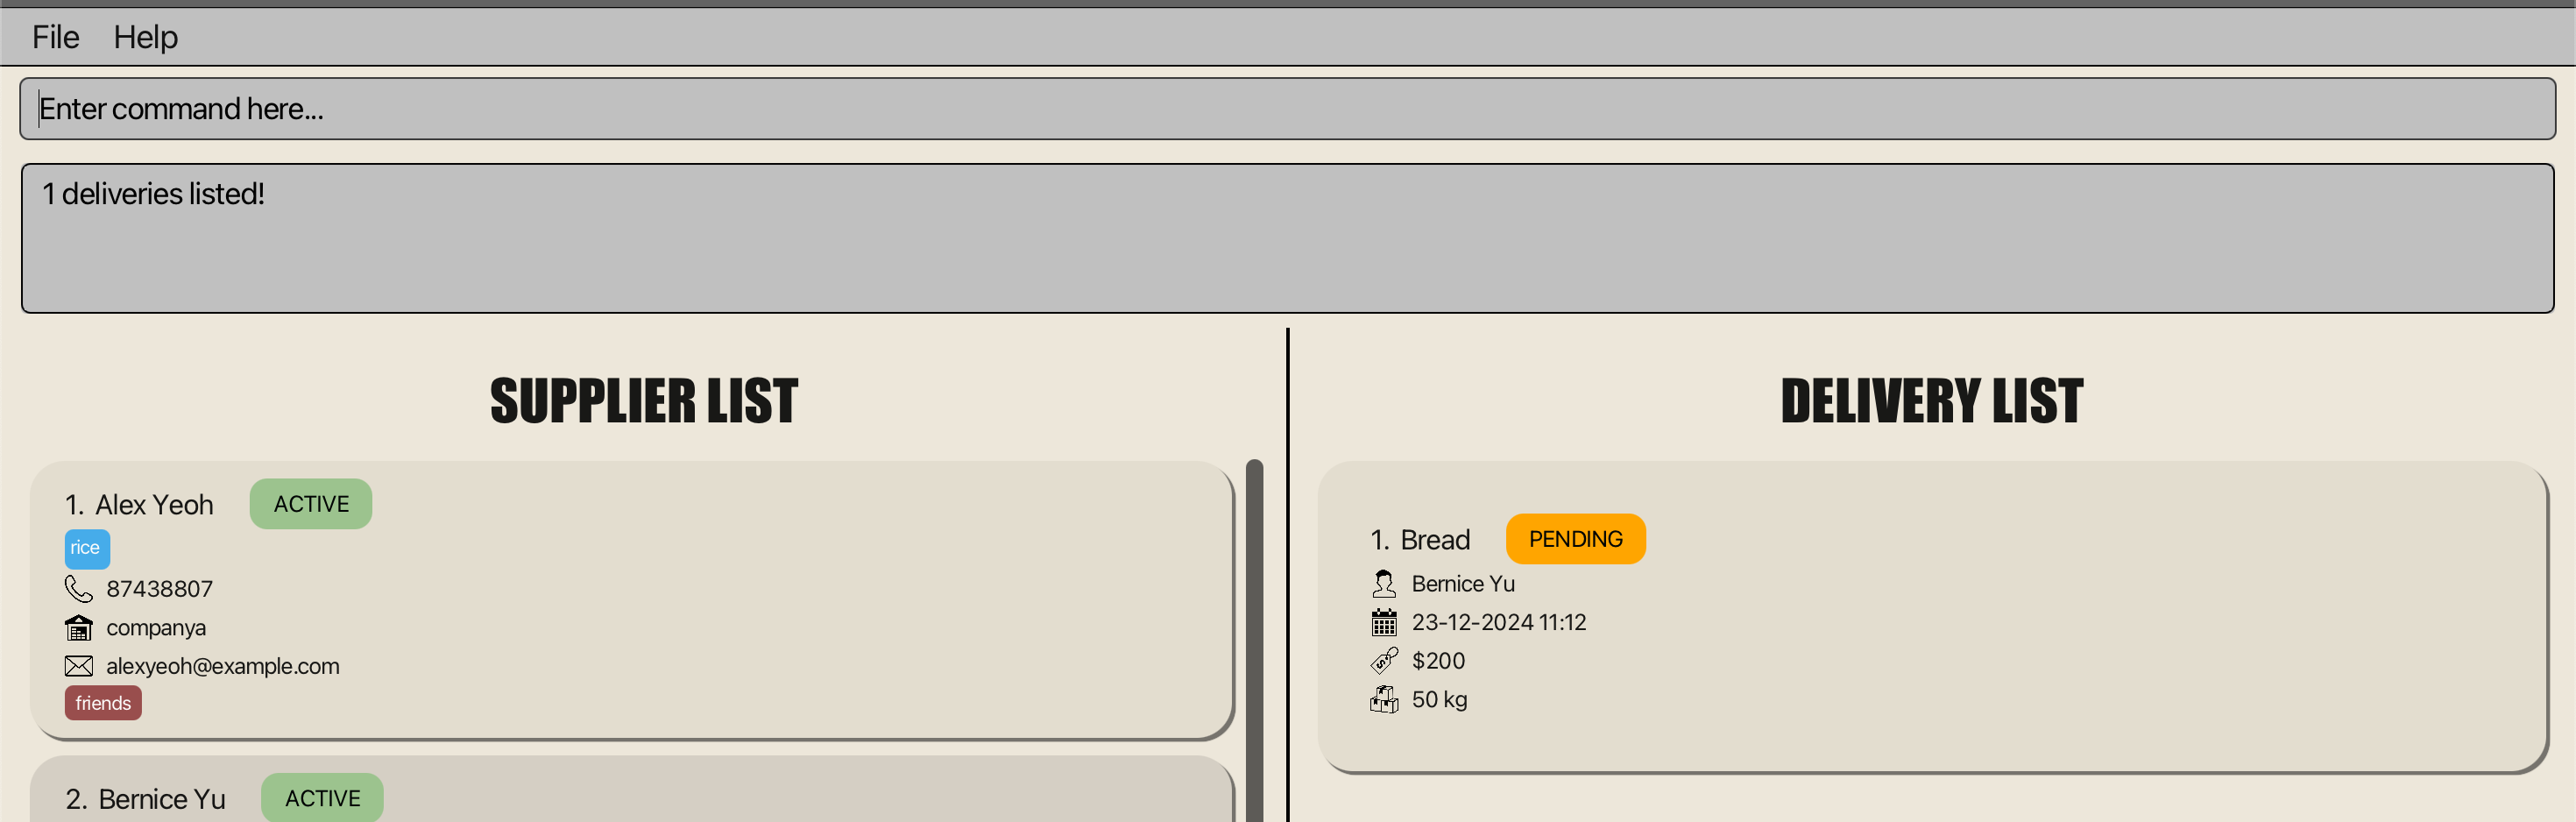 File Help
Enter command here...
1 deliveries listed!
SUPPLIER LIST
1. Alex Yeoh ACTIVE
rice
87438807
companya
alexyeoh@example.com
friends
2. Bernice Yu ACTIVE
DELIVERY LIST
1. Bread PENDING
Bernice Yu
23-12-2024 11:12
$200
50 kg